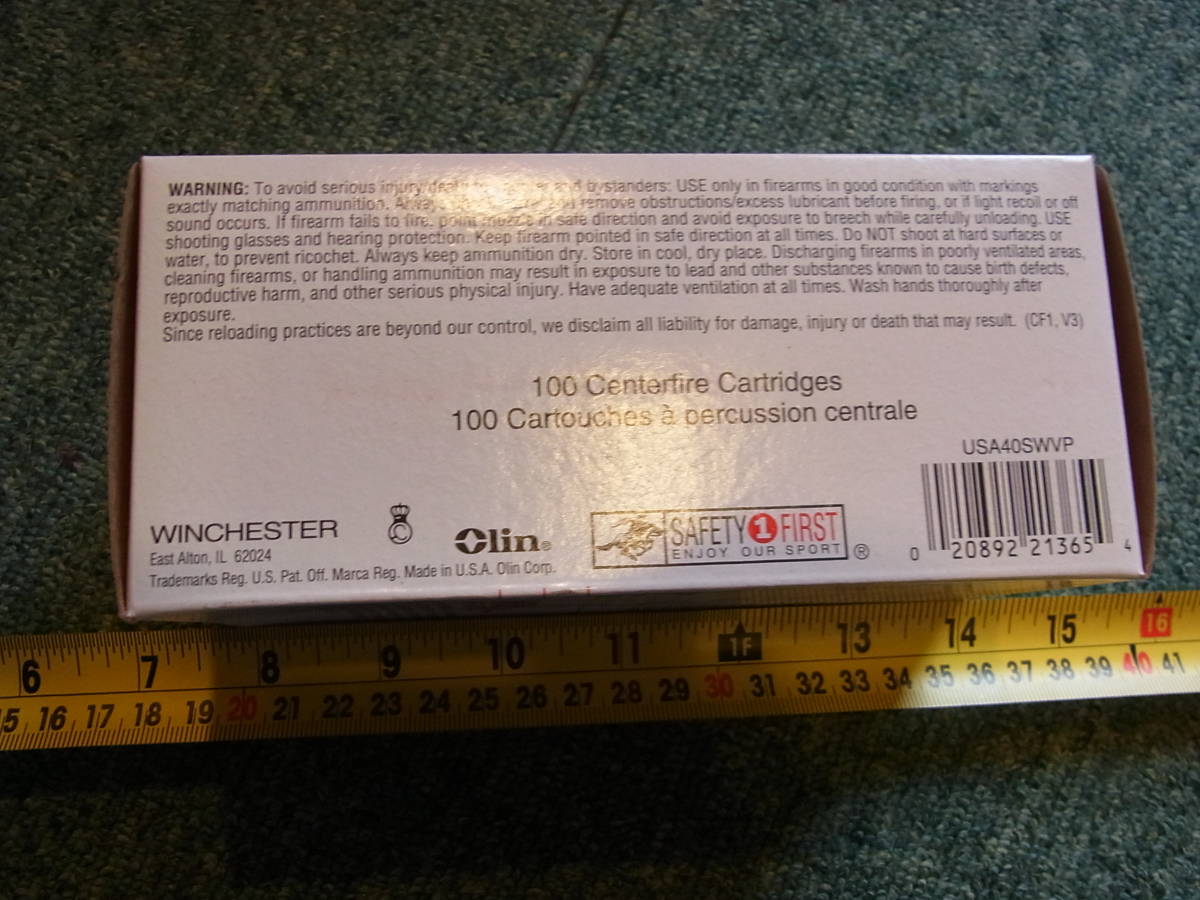 WARNING: To avoid serious injury/death to and bystanders: USE only in firearms in good condition with markings
exactly matching ammunition. Always and remove obstructions/excess lubricant before firing, or if light recoil or off
sound occurs. If firearm fails to fire, point muzzle in safe direction and avoid exposure to breech while carefully unloading. USE
shooting glasses and hearing protection. Keep firearm pointed in safe direction at all times. Do NOT shoot at hard surfaces or
water, to prevent ricochet. Always keep ammunition dry. Store in cool, dry place. Discharging firearms in poorly ventilated areas,
cleaning firearms, or handling ammunition may result in exposure to lead and other substances known to cause birth defects,
reproductive harm, and other serious physical injury. Have adequate ventilation at all times. Wash hands thoroughly after
exposure.
Since reloading practices are beyond our control, we disclaim all liability for damage, injury or death that may result. (CF1, V3)
100 Centerfire Cartridges
100 Cartouches à percussion centrale
USA40SWVP
WINCHESTER
East Alton, IL 62024
Trademarks Reg. U.S. Pat. Off. Marca Reg. Made in U.S.A. Olin Corp.
Olin®
SAFETY 1 FIRST
ENJOY OUR SPORT ®
0 20892 21365 4
6 7 8 9 10 11 1F 13 14 15 16
5 16 17 18 19 20 21 22 23 24 25 26 27 28 29 30 31 32 33 34 35 36 37 38 39 40 41